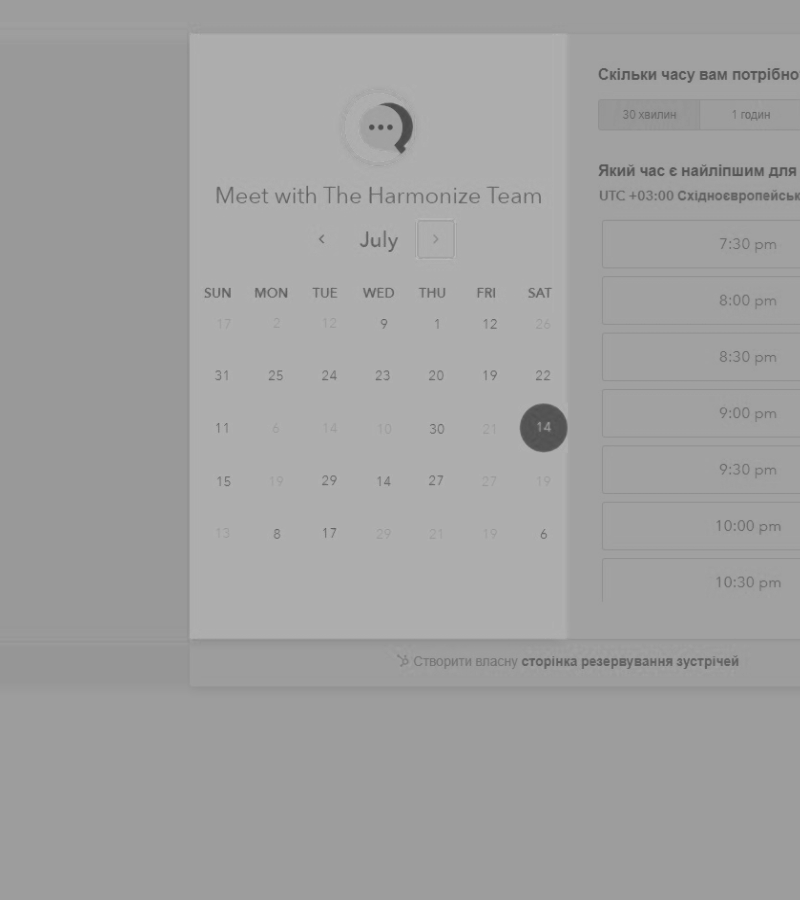 Meet with The Harmonize Team
July
SUN MON TUE WED THU FRI SAT
17 2 12 9 1 12 26
31 25 24 23 20 19 22
11 6 14 10 30 21 14
15 19 29 14 27 27 19
13 8 17 29 21 19 6
Скільки часу вам потрібно
30 хвилин 1 годин
Який час є найліпшим для
UTC +03:00 Східноєвропейськ
7:30 pm
8:00 pm
8:30 pm
9:00 pm
9:30 pm
10:00 pm
10:30 pm
Створити власну сторінка резервування зустрічей